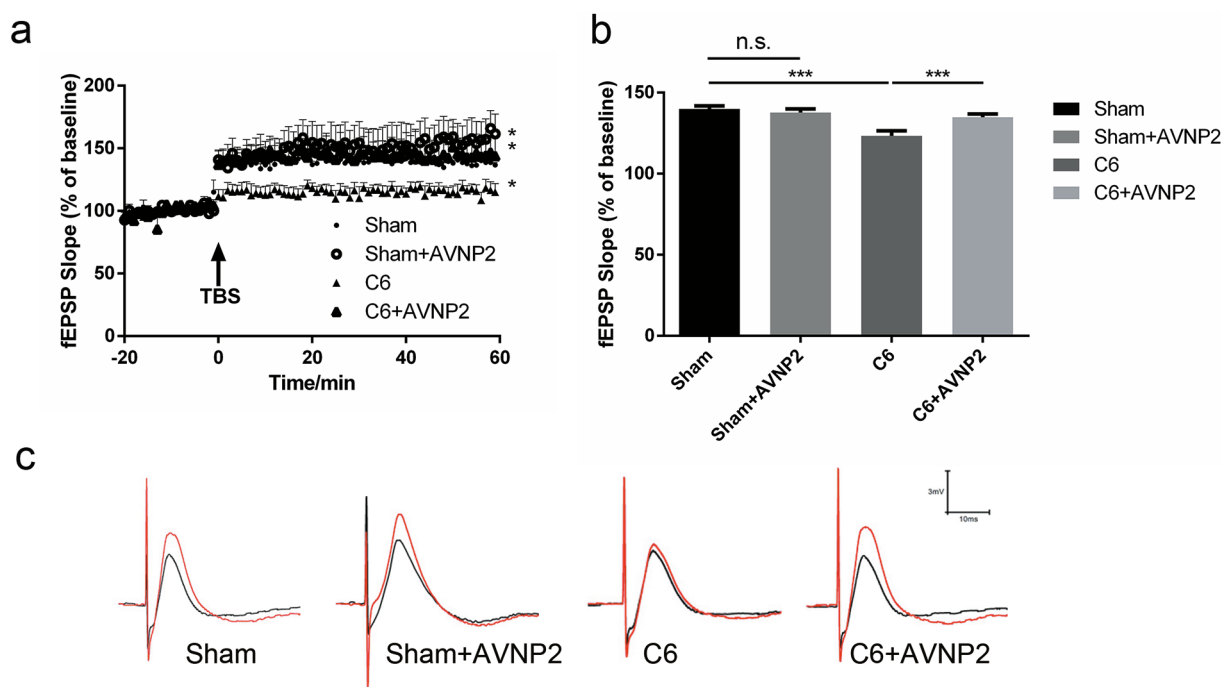 a
fEPSP Slope (% of baseline)
200
150
100
50
0
-20
0
20
40
60
Time/min
TBS
*
*
*
Sham
Sham+AVNP2
C6
C6+AVNP2
b
fEPSP Slope (% of baseline)
150
100
50
0
n.s.
***
***
Sham
Sham+AVNP2
C6
C6+AVNP2
Sham
Sham+AVNP2
C6
C6+AVNP2
c
3mV
10ms
Sham
Sham+AVNP2
C6
C6+AVNP2